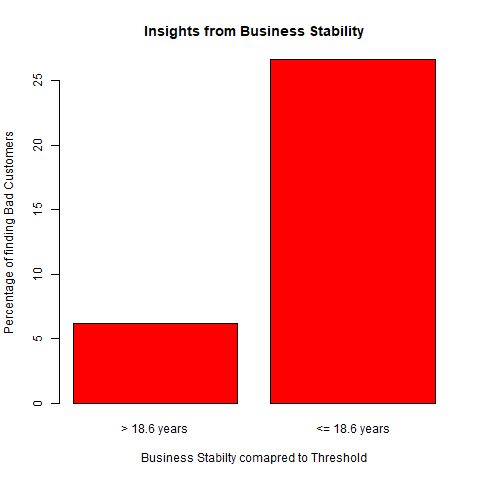 Insights from Business Stability
Percentage of finding Bad Customers
25
20
15
10
5
0
> 18.6 years
<= 18.6 years
Business Stabilty comapred to Threshold